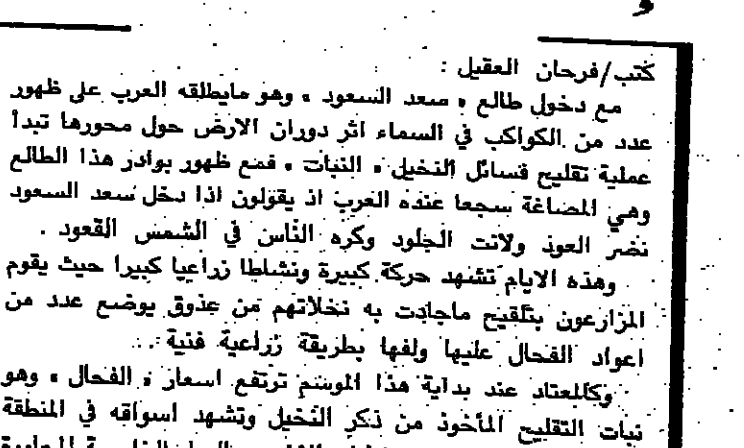 و
كتب/فرحان العقيل :
مع دخول طالع « سعد السعود » وهو مايطلقه العرب على ظهور
عدد من الكواكب في السماء اثر دوران الارض حول محورها تبدأ
عملية تلقيح فسائل النخيل « النبات » فمع ظهور بوادر هذا الطالع
وهي المصاغة سجعا عنده العرب اذ يقولون اذا دخل سعد السعود
نضر العود ولانت الجلود وكره الناس في الشمس القعود .
وهذه الايام تشهد حركة كبيرة ونشاطا زراعيا كبيرا حيث يقوم
المزارعون بتلقيح ماجادت به نخلاتهم من عذوق بوضع عدد من
اعواد الفحال عليها ولفها بطريقة زراعية فنية .
وكالمعتاد عند بداية هذا الموسم ترتفع اسعار « الفحال » وهو
نبات التلقيح المأخوذ من ذكر النخيل وتشهد اسواقه في المنطقة